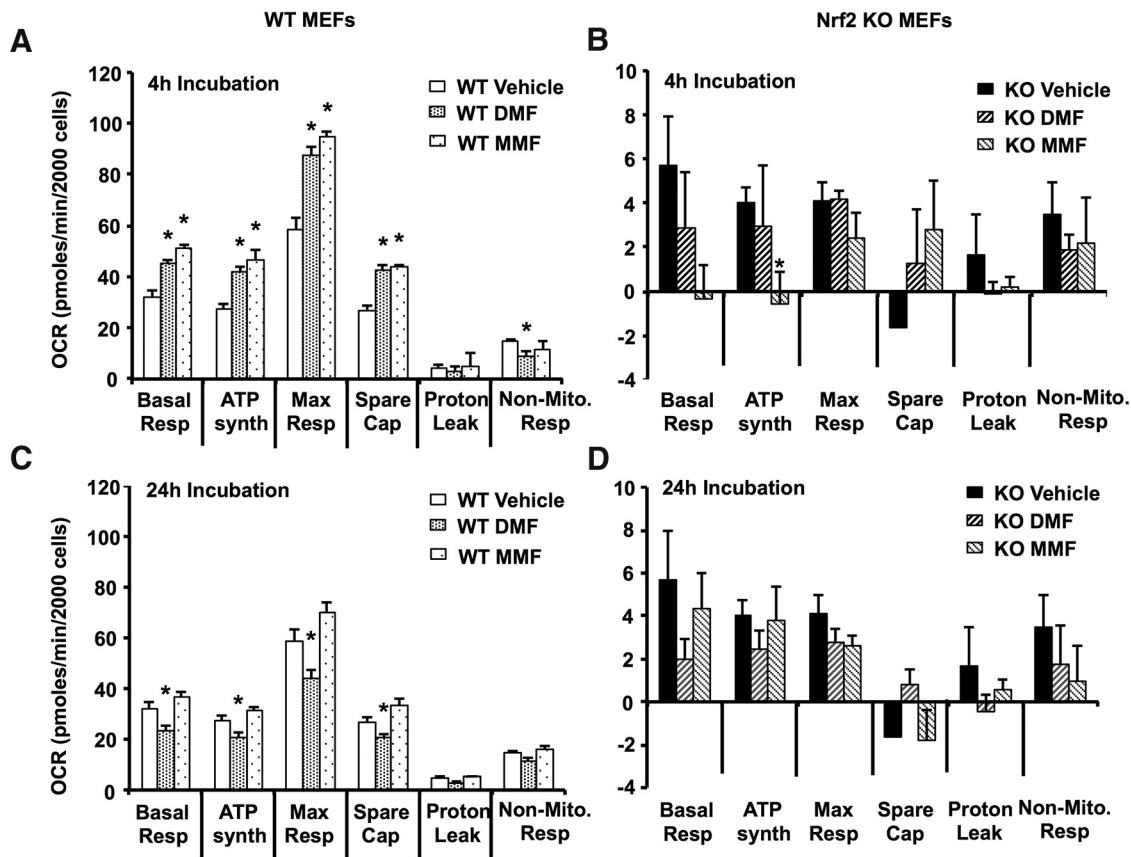 WT MEFs
Nrf2 KO MEFs
A
4h Incubation
WT Vehicle
WT DMF
WT MMF
OCR (pmoles/min/2000 cells)
120
100
80
60
40
20
0
* * * * * * * * *
Basal ATP Max Spare Proton Non-Mito.
Resp synth Resp Cap Leak Resp
B
4h Incubation
KO Vehicle
KO DMF
KO MMF
10
8
6
4
2
0
-2
-4
*
Basal ATP Max Spare Proton Non-Mito.
Resp synth Resp Cap Leak Resp
C
24h Incubation
WT Vehicle
WT DMF
WT MMF
OCR (pmoles/min/2000 cells)
120
100
80
60
40
20
0
* * * *
Basal ATP Max Spare Proton Non-Mito.
Resp synth Resp Cap Leak Resp
D
24h Incubation
KO Vehicle
KO DMF
KO MMF
10
8
6
4
2
0
-2
-4
Basal ATP Max Spare Proton Non-Mito.
Resp synth Resp Cap Leak Resp